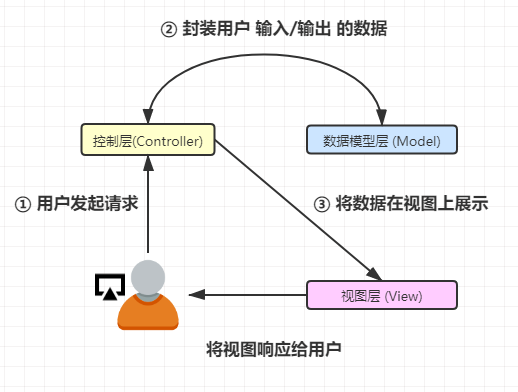 ② 封装用户 输入/输出 的数据
控制层(Controller)
数据模型层 (Model)
① 用户发起请求
③ 将数据在视图上展示
视图层 (View)
将视图响应给用户